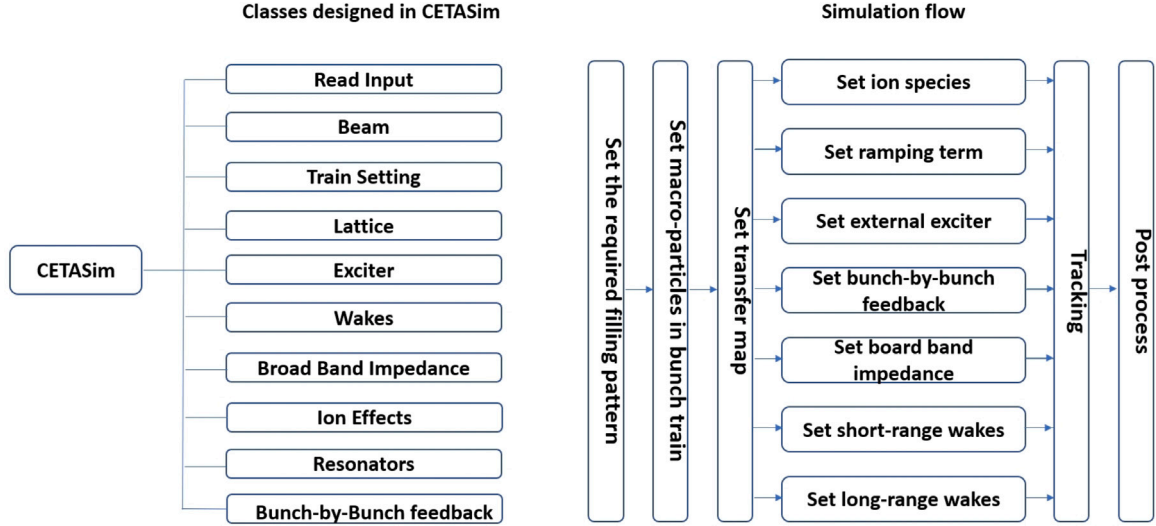 Classes designed in CETASim
CETASim
Read Input
Beam
Train Setting
Lattice
Exciter
Wakes
Broad Band Impedance
Ion Effects
Resonators
Bunch-by-Bunch feedback
Simulation flow
Set the required filling pattern
Set macro-particles in bunch train
Set transfer map
Set ion species
Set ramping term
Set external exciter
Set bunch-by-bunch
feedback
Set board band
impedance
Set short-range wakes
Set long-range wakes
Tracking
Post process